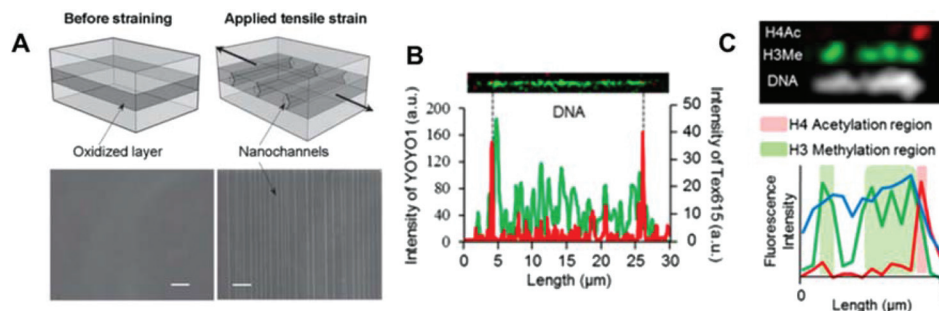 A
Before straining
Applied tensile strain
Oxidized layer
Nanochannels
B
DNA
Intensity of YOYO1 (a.u.)
200
160
120
80
40
0
50
40
30
20
10
0
Intensity of Tex615 (a.u.)
0 5 10 15 20 25 30
Length (µm)
C
H4Ac
H3Me
DNA
H4 Acetylation region
H3 Methylation region
Fluorescence
Intensity
0
Length (µm)